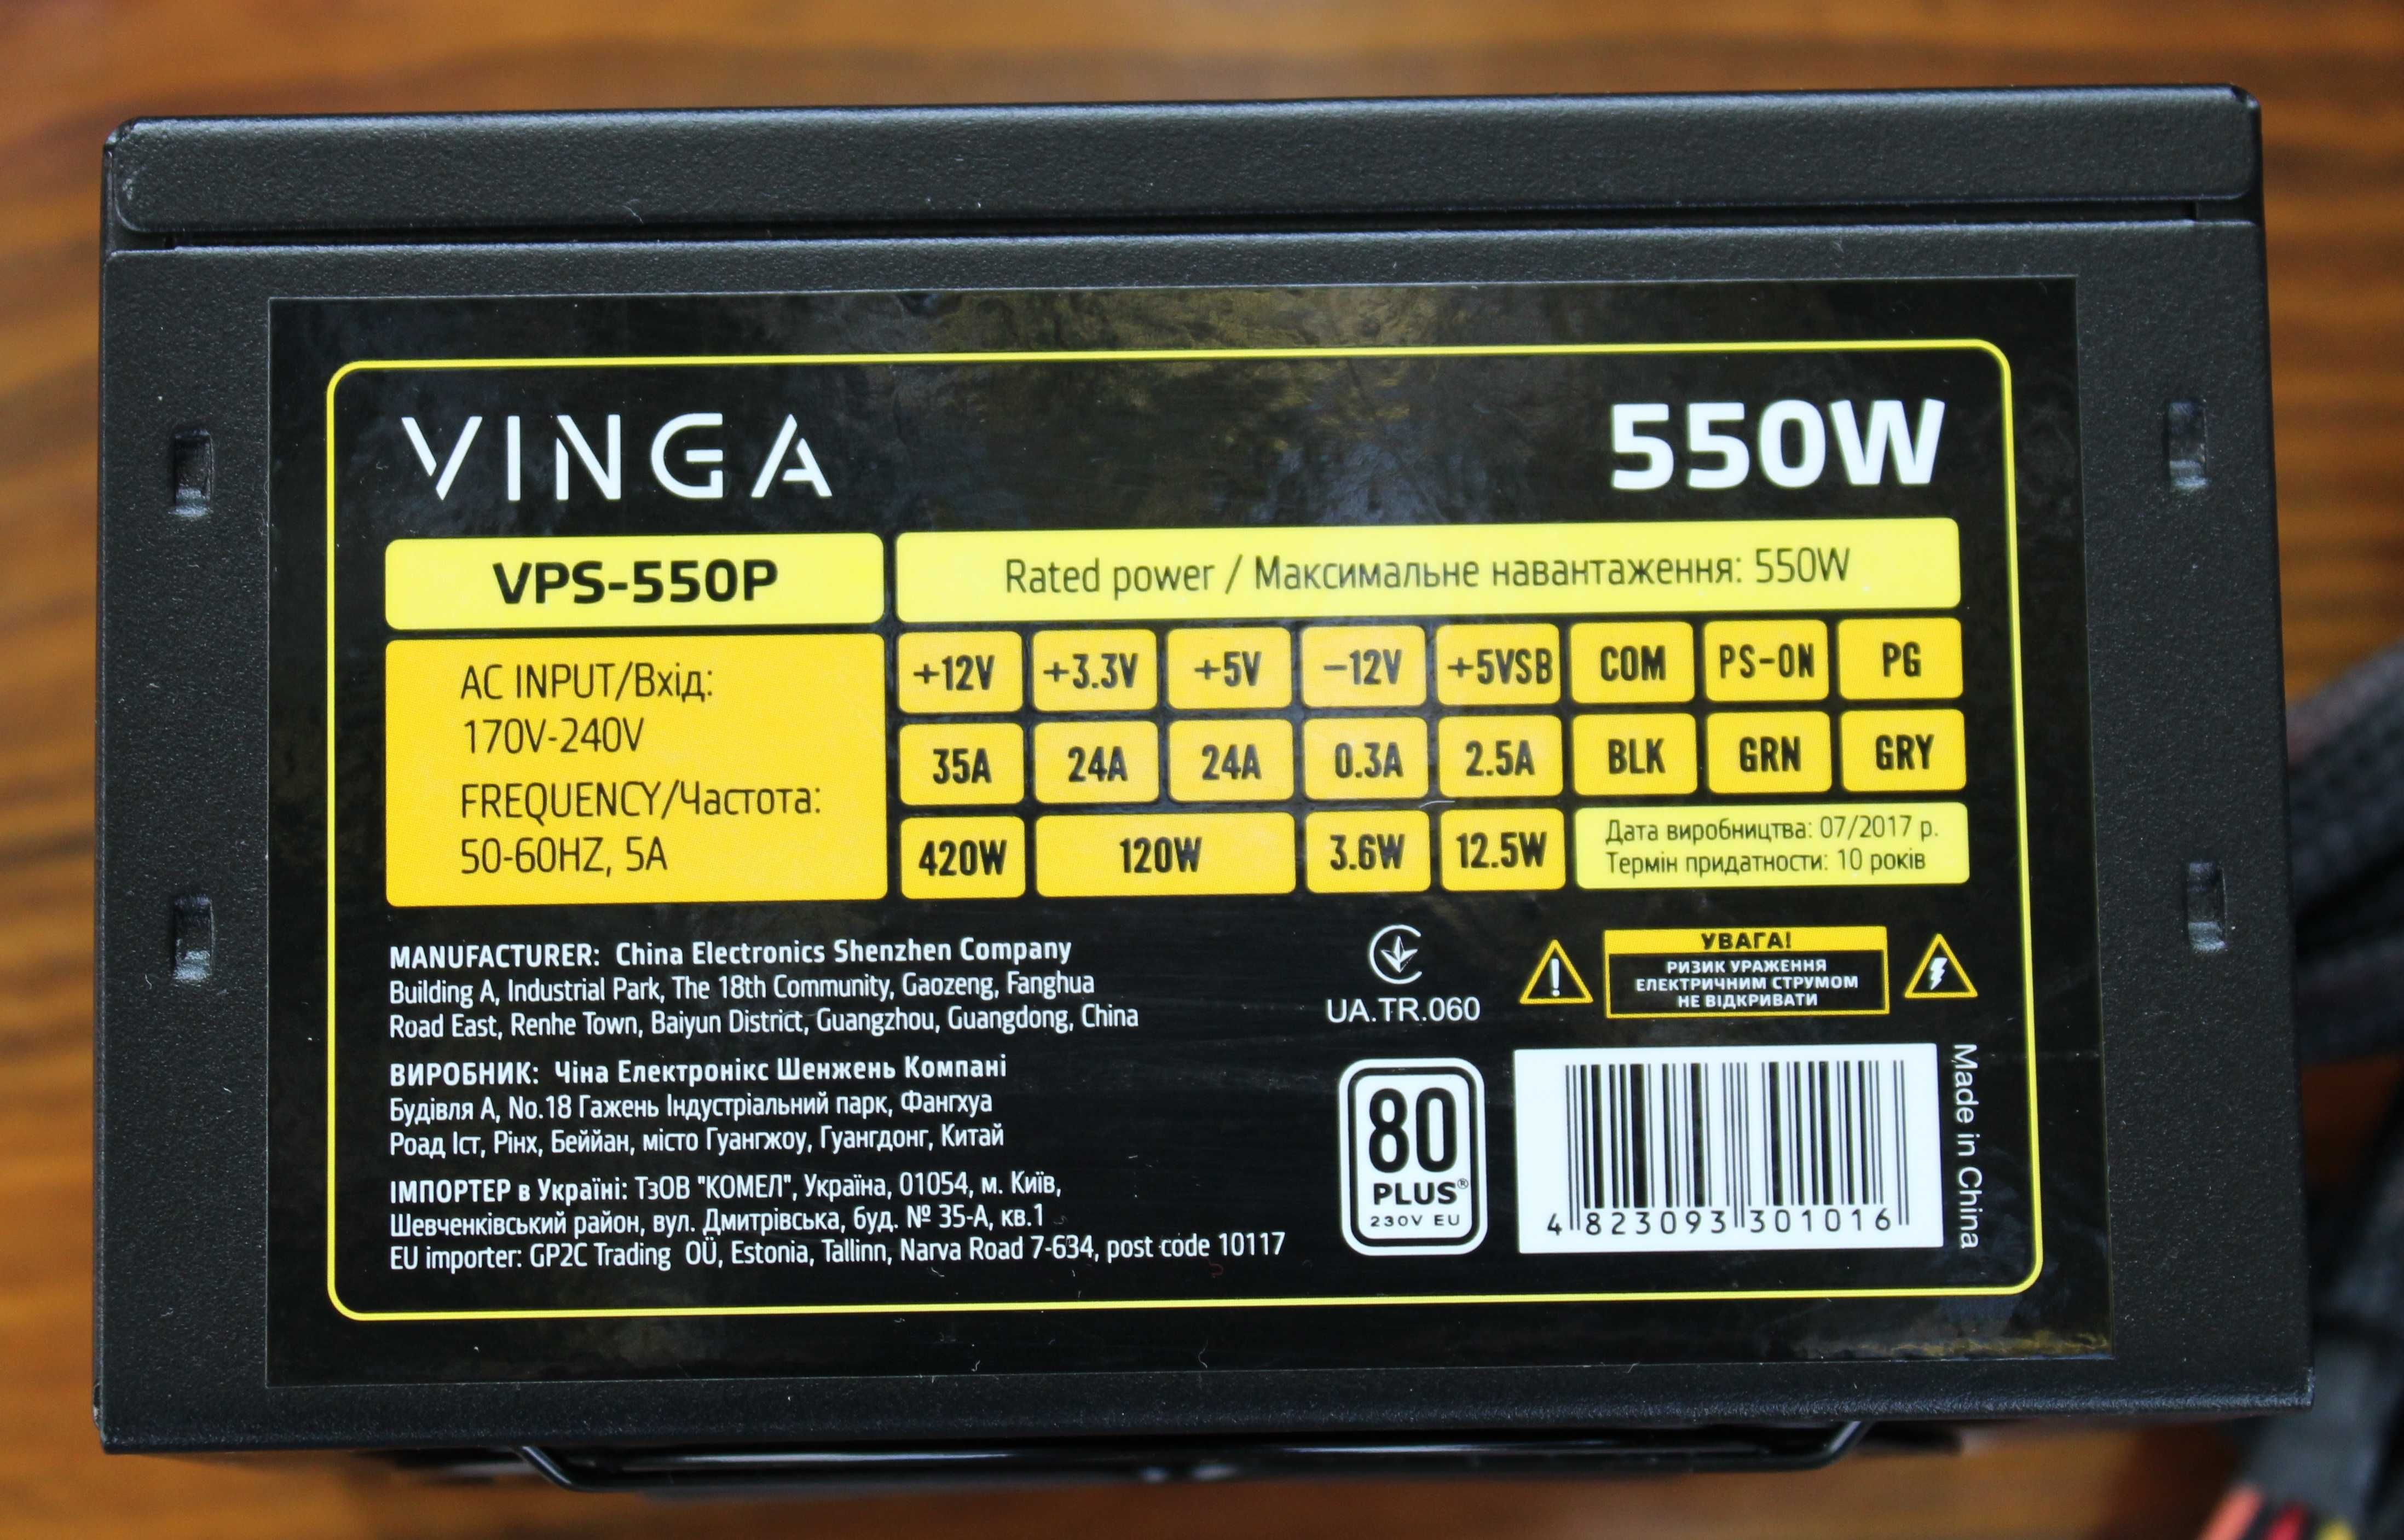 VINGA
550W
VPS-550P
Rated power / Максимальне навантаження: 550W
AC INPUT/Вхід:
170V-240V
FREQUENCY/Частота:
50-60HZ, 5A
+12V +3.3V +5V -12V +5VSB COM PS-ON PG
35A 24A 24A 0.3A 2.5A BLK GRN GRY
420W 120W 3.6W 12.5W
Дата виробництва: 07/2017 р.
Термін придатності: 10 років
MANUFACTURER: China Electronics Shenzhen Company
Building A, Industrial Park, The 18th Community, Gaozeng, Fanghua
Road East, Renhe Town, Baiyun District, Guangzhou, Guangdong, China
ВИРОБНИК: Чіна Електронікс Шенжень Компані
Будівля А, No.18 Гажень Індустріальний парк, Фангхуа
Роад Іст, Рінх, Беййан, місто Гуангжоу, Гуангдонг, Китай
ІМПОРТЕР в Україні: ТзОВ "КОМЕЛ", Україна, 01054, м. Київ,
Шевченківський район, вул. Дмитрівська, буд. № 35-А, кв.1
EU importer: GP2C Trading OÜ, Estonia, Tallinn, Narva Road 7-634, post code 10117
UA.TR.060
УВАГА!
РИЗИК УРАЖЕННЯ
ЕЛЕКТРИЧНИМ СТРУМОМ
НЕ ВІДКРИВАТИ
80
PLUS®
230V EU
4 823093 301016
Made in China